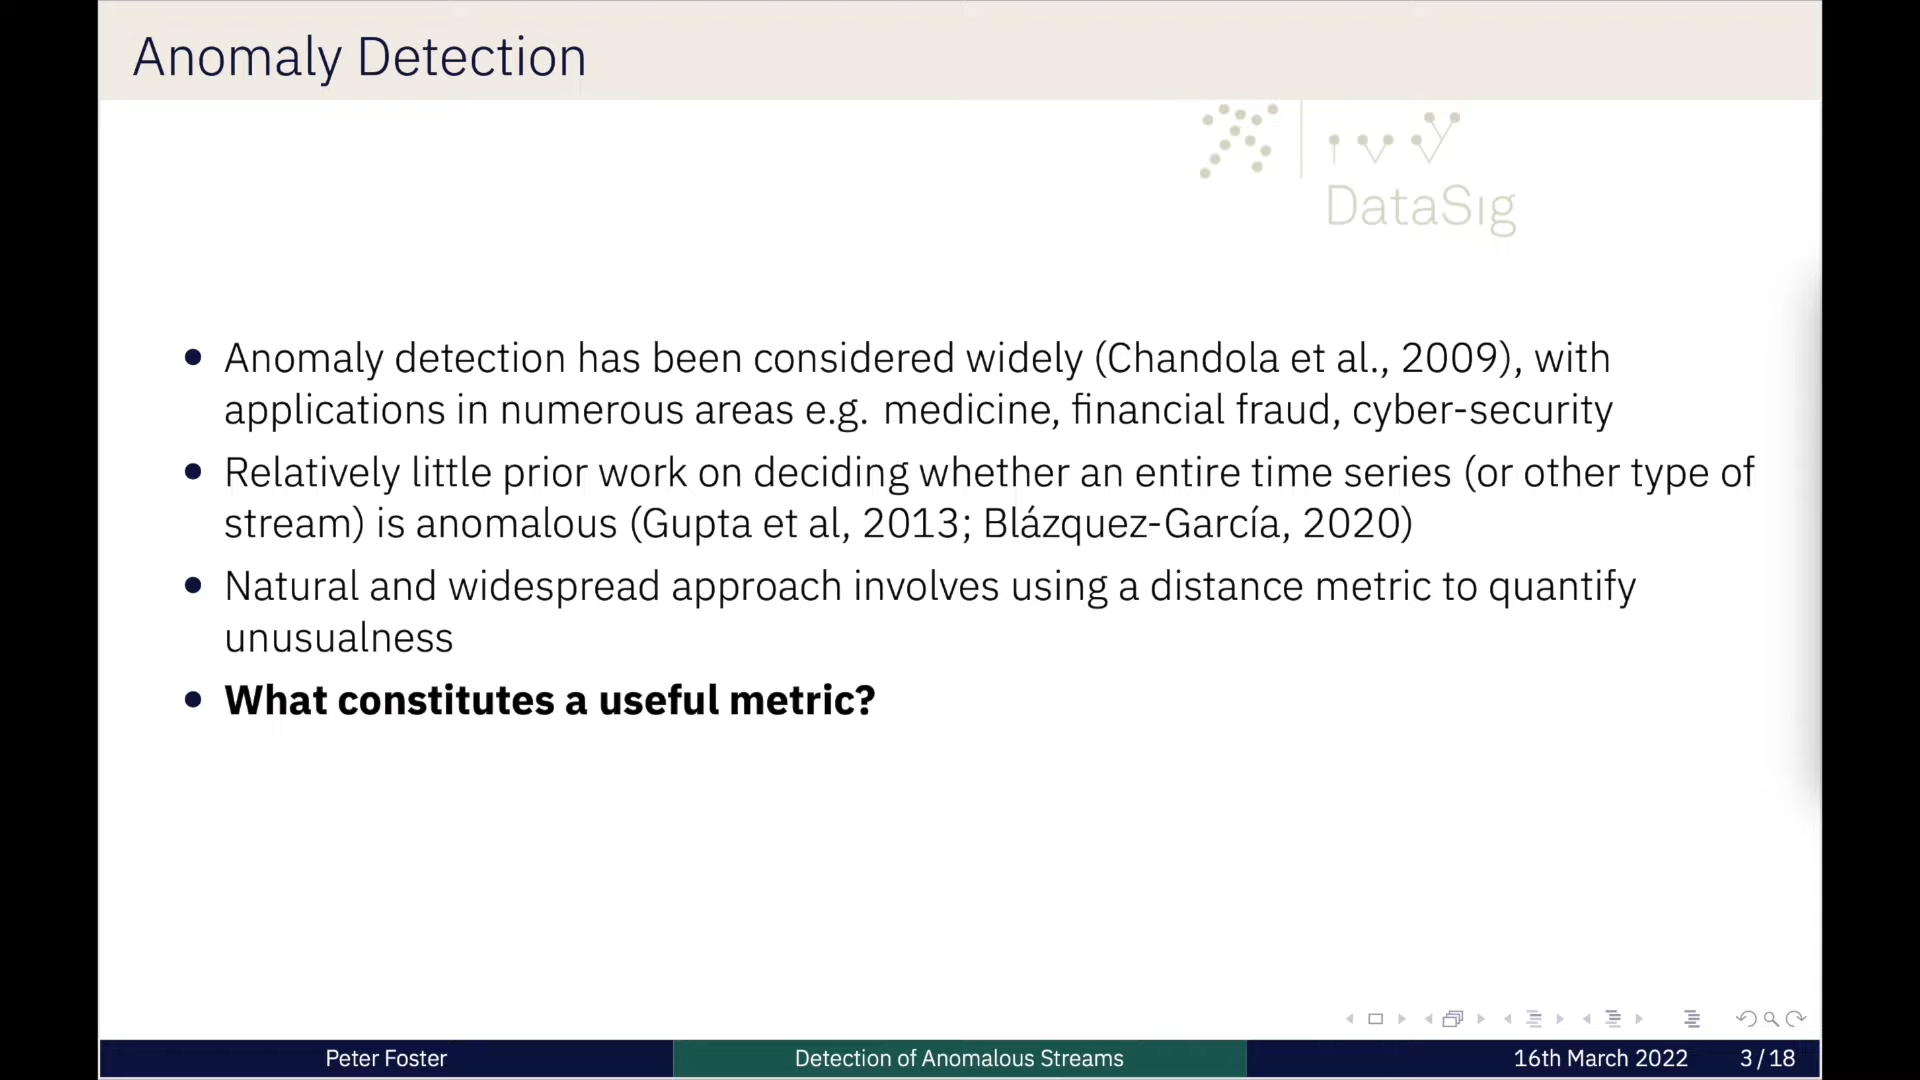 Anomaly Detection
DataSig
• Anomaly detection has been considered widely (Chandola et al., 2009), with
applications in numerous areas e.g. medicine, financial fraud, cyber-security
• Relatively little prior work on deciding whether an entire time series (or other type of
stream) is anomalous (Gupta et al, 2013; Blázquez-García, 2020)
• Natural and widespread approach involves using a distance metric to quantify
unusualness
• What constitutes a useful metric?
Peter Foster
Detection of Anomalous Streams
16th March 2022
3 / 18